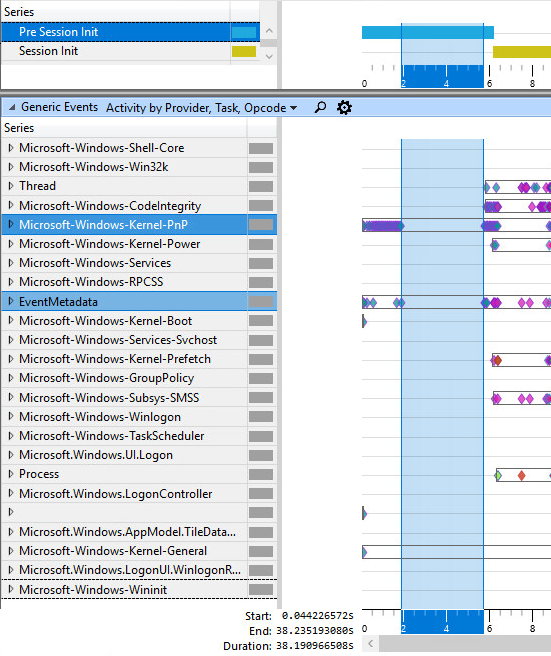 Series
Pre Session Init
Session Init
0 2 4 6 8
Generic Events Activity by Provider, Task, Opcode
Series
Microsoft-Windows-Shell-Core
Microsoft-Windows-Win32k
Thread
Microsoft-Windows-CodeIntegrity
Microsoft-Windows-Kernel-PnP
Microsoft-Windows-Kernel-Power
Microsoft-Windows-Services
Microsoft-Windows-RPCSS
EventMetadata
Microsoft-Windows-Kernel-Boot
Microsoft-Windows-Services-Svchost
Microsoft-Windows-Kernel-Prefetch
Microsoft-Windows-GroupPolicy
Microsoft-Windows-Subsys-SMSS
Microsoft-Windows-Winlogon
Microsoft-Windows-TaskScheduler
Microsoft.Windows.UI.Logon
Process
Microsoft.Windows.LogonController
Microsoft.Windows.AppModel.TileData...
Microsoft-Windows-Kernel-General
Microsoft.Windows.LogonUI.WinlogonR...
Microsoft-Windows-Wininit
Start: 0.044226572s
End: 38.235193080s
Duration: 38.190966508s
0 2 4 6 8